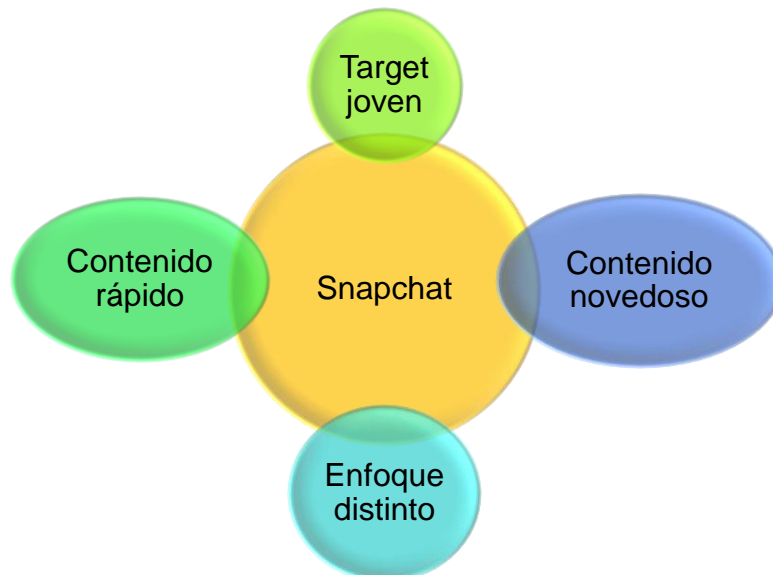 Target
joven
Contenido
rápido
Snapchat
Contenido
novedoso
Enfoque
distinto